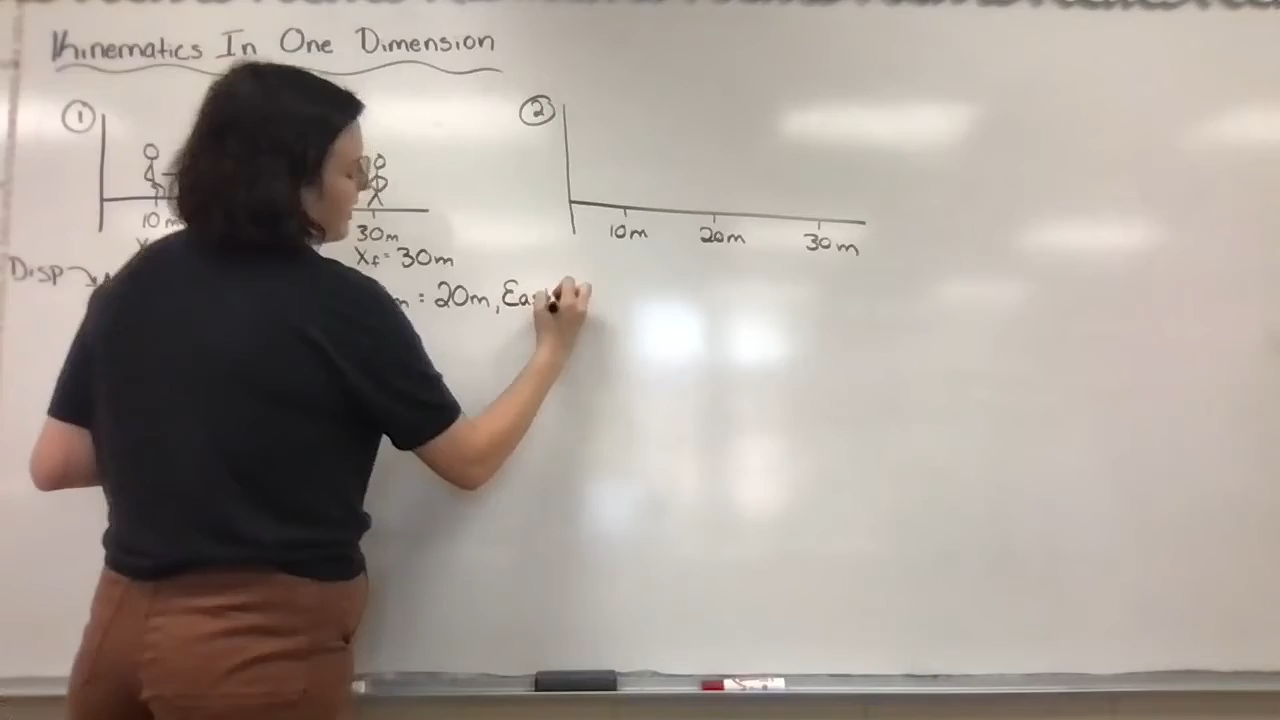 Kinematics In One Dimension
①
10 m
30m
Xf = 30m
Disp
m = 20m, Eas
②
10m 20m 30m